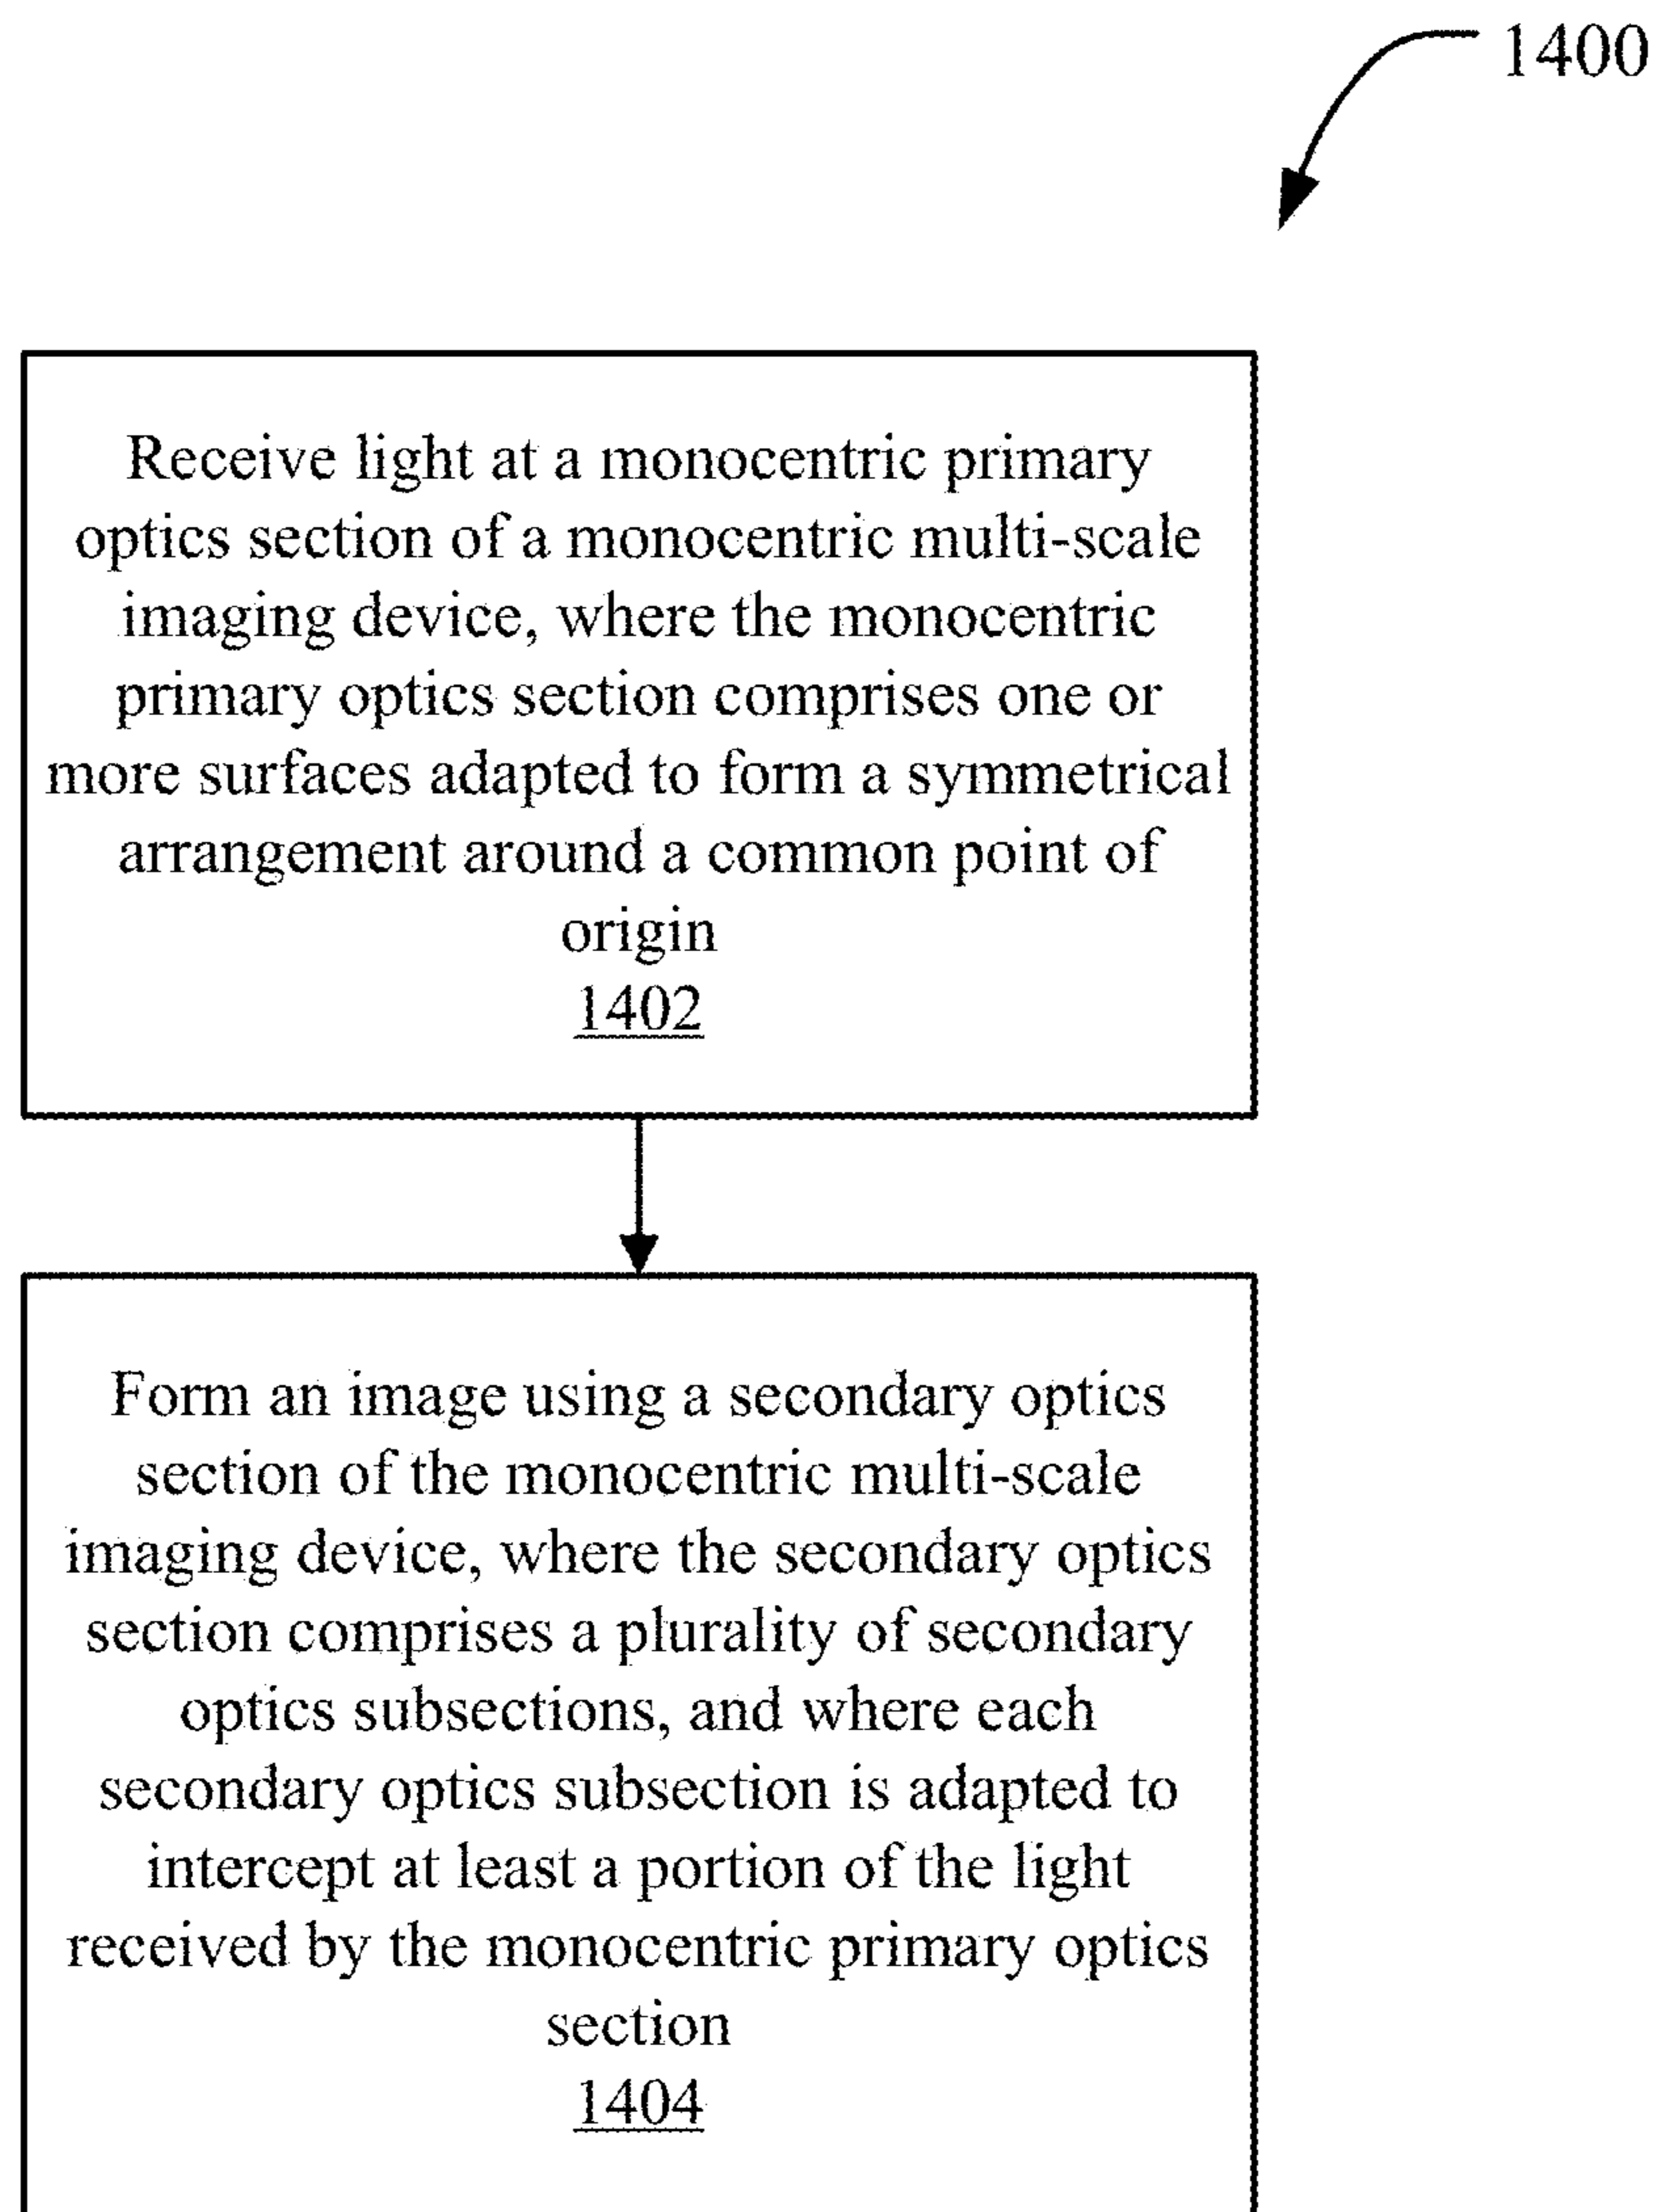 1400
Receive light at a monocentric primary
optics section of a monocentric multi-scale
imaging device, where the monocentric
primary optics section comprises one or
more surfaces adapted to form a symmetrical
arrangement around a common point of
origin
1402
Form an image using a secondary optics
section of the monocentric multi-scale
imaging device, where the secondary optics
section comprises a plurality of secondary
optics subsections, and where each
secondary optics subsection is adapted to
intercept at least a portion of the light
received by the monocentric primary optics
section
1404